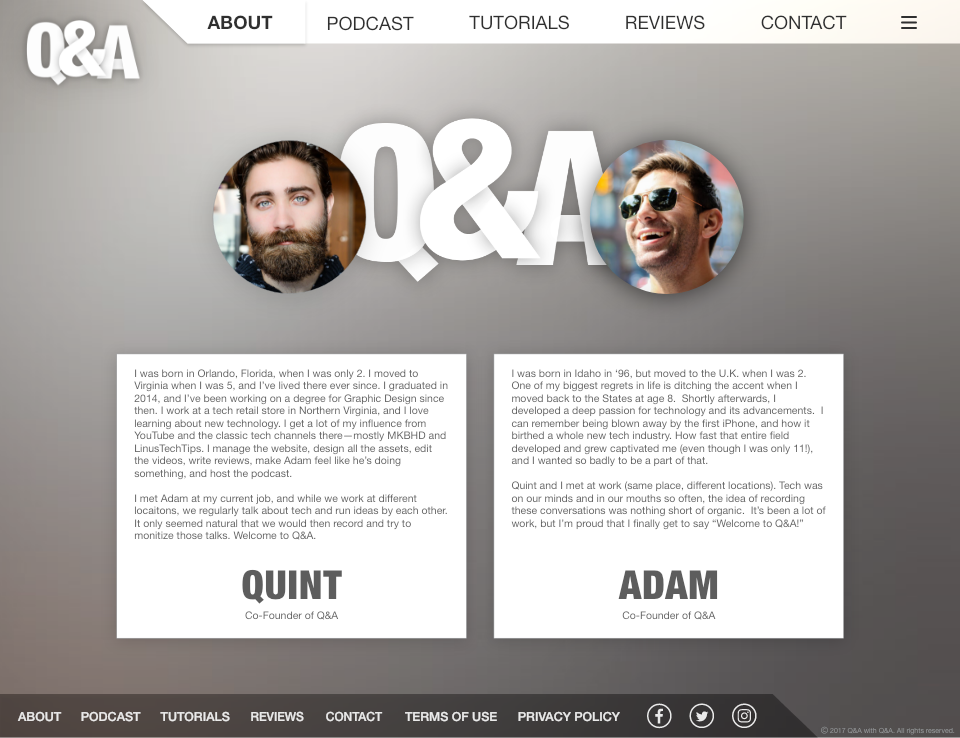 Q&A
ABOUT PODCAST TUTORIALS REVIEWS CONTACT
Q&A
I was born in Orlando, Florida, when I was only 2. I moved to
Virginia when I was 5, and I've lived there ever since. I graduated in
2014, and I've been working on a degree for Graphic Design since
then. I work at a tech retail store in Northern Virginia, and I love
learning about new technology. I get a lot of my influence from
YouTube and the classic tech channels there—mostly MKBHD and
LinusTechTips. I manage the website, design all the assets, edit
the videos, write reviews, make Adam feel like he's doing
something, and host the podcast.
I met Adam at my current job, and while we work at different
locaitons, we regularly talk about tech and run ideas by each other.
It only seemed natural that we would then record and try to
monitize those talks. Welcome to Q&A.
QUINT
Co-Founder of Q&A
I was born in Idaho in ‘96, but moved to the U.K. when I was 2.
One of my biggest regrets in life is ditching the accent when I
moved back to the States at age 8.  Shortly afterwards, I
developed a deep passion for technology and its advancements.  I
can remember being blown away by the first iPhone, and how it
birthed a whole new tech industry. How fast that entire field
developed and grew captivated me (even though I was only 11!),
and I wanted so badly to be a part of that.
Quint and I met at work (same place, different locations). Tech was
on our minds and in our mouths so often, the idea of recording
these conversations was nothing short of organic.  It's been a lot of
work, but I'm proud that I finally get to say “Welcome to Q&A!”
ADAM
Co-Founder of Q&A
ABOUT PODCAST TUTORIALS REVIEWS CONTACT TERMS OF USE PRIVACY POLICY
© 2017 Q&A with Q&A. All rights reserved.